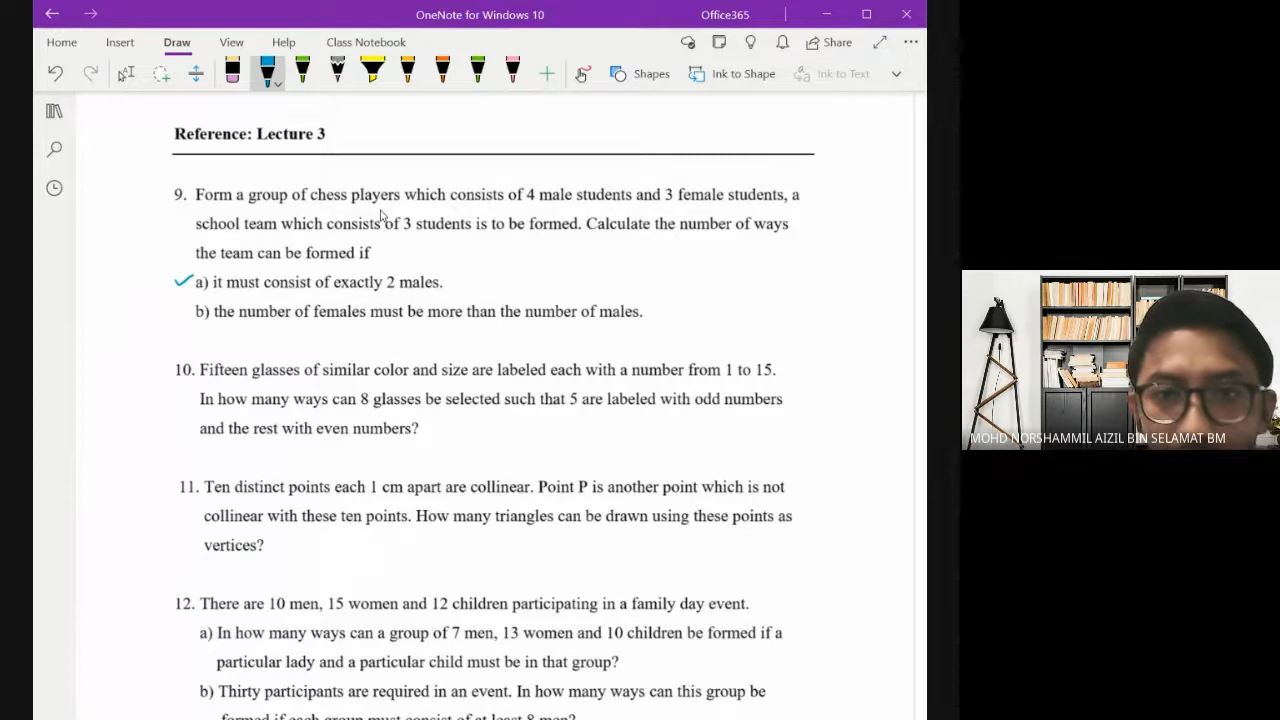 OneNote for Windows 10
Office365
Home Insert Draw View Help Class Notebook
Share
Shapes Ink to Shape Ink to Text
Reference: Lecture 3
9. Form a group of chess players which consists of 4 male students and 3 female students, a
school team which consists of 3 students is to be formed. Calculate the number of ways
the team can be formed if
a) it must consist of exactly 2 males.
b) the number of females must be more than the number of males.
10. Fifteen glasses of similar color and size are labeled each with a number from 1 to 15.
In how many ways can 8 glasses be selected such that 5 are labeled with odd numbers
and the rest with even numbers?
11. Ten distinct points each 1 cm apart are collinear. Point P is another point which is not
collinear with these ten points. How many triangles can be drawn using these points as
vertices?
12. There are 10 men, 15 women and 12 children participating in a family day event.
a) In how many ways can a group of 7 men, 13 women and 10 children be formed if a
particular lady and a particular child must be in that group?
b) Thirty participants are required in an event. In how many ways can this group be
formed if each group must consist of at least 8 men?
MOHD NORSHAMMIL AIZIL BIN SELAMAT BM